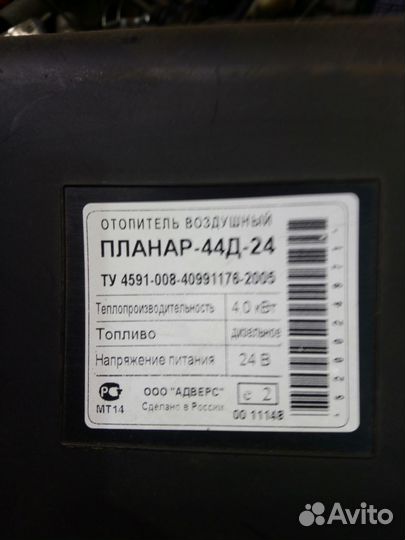 ОТОПИТЕЛЬ ВОЗДУШНЫЙ
ПЛАНАР-44Д-24
ТУ 4591-008-40991176-2005
Теплопроизводительность 4,0 кВт
Топливо дизельное
Напряжение питания 24 В
РСТ ООО "АДВЕРС" е 2
МТ14 Сделано в России 00 11148
Avito